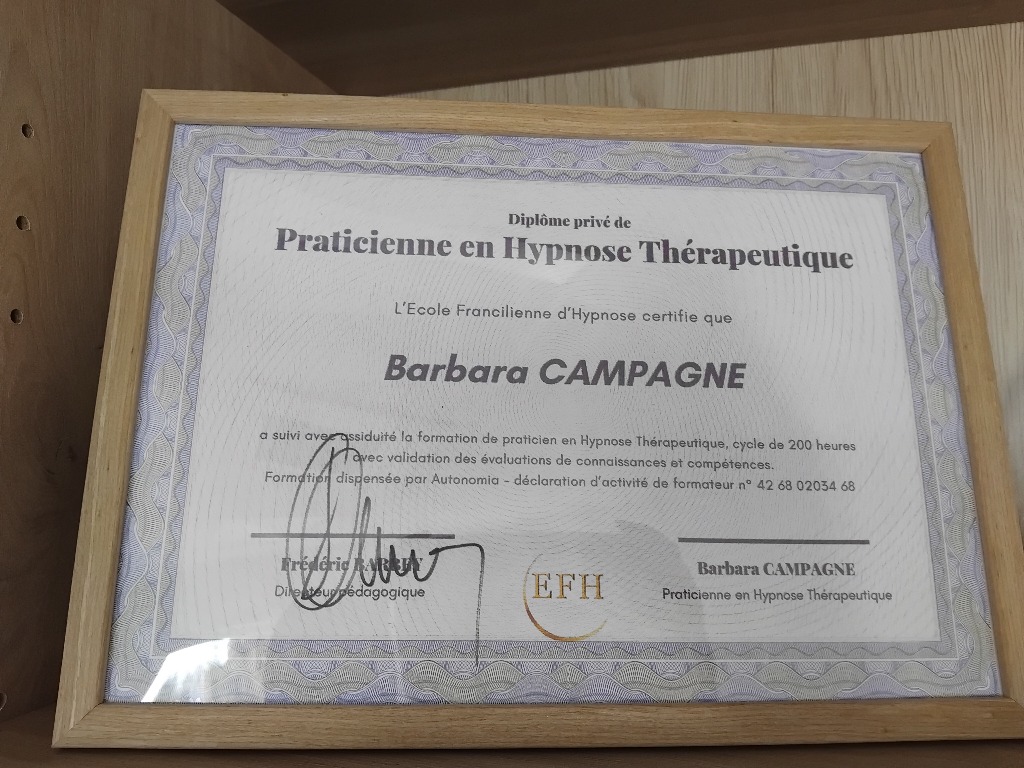 Diplôme privé de
Praticienne en Hypnose Thérapeutique
L'Ecole Francilienne d'Hypnose certifie que
Barbara CAMPAGNE
a suivi avec assiduité la formation de praticien en Hypnose Thérapeutique, cycle de 200 heures
avec validation des évaluations de connaissances et compétences.
Formation dispensée par Autonomia - déclaration d'activité de formateur n° 42 68 02034 68
Frédéric
Directeur pédagogique
EFH
Barbara CAMPAGNE
Praticienne en Hypnose Thérapeutique